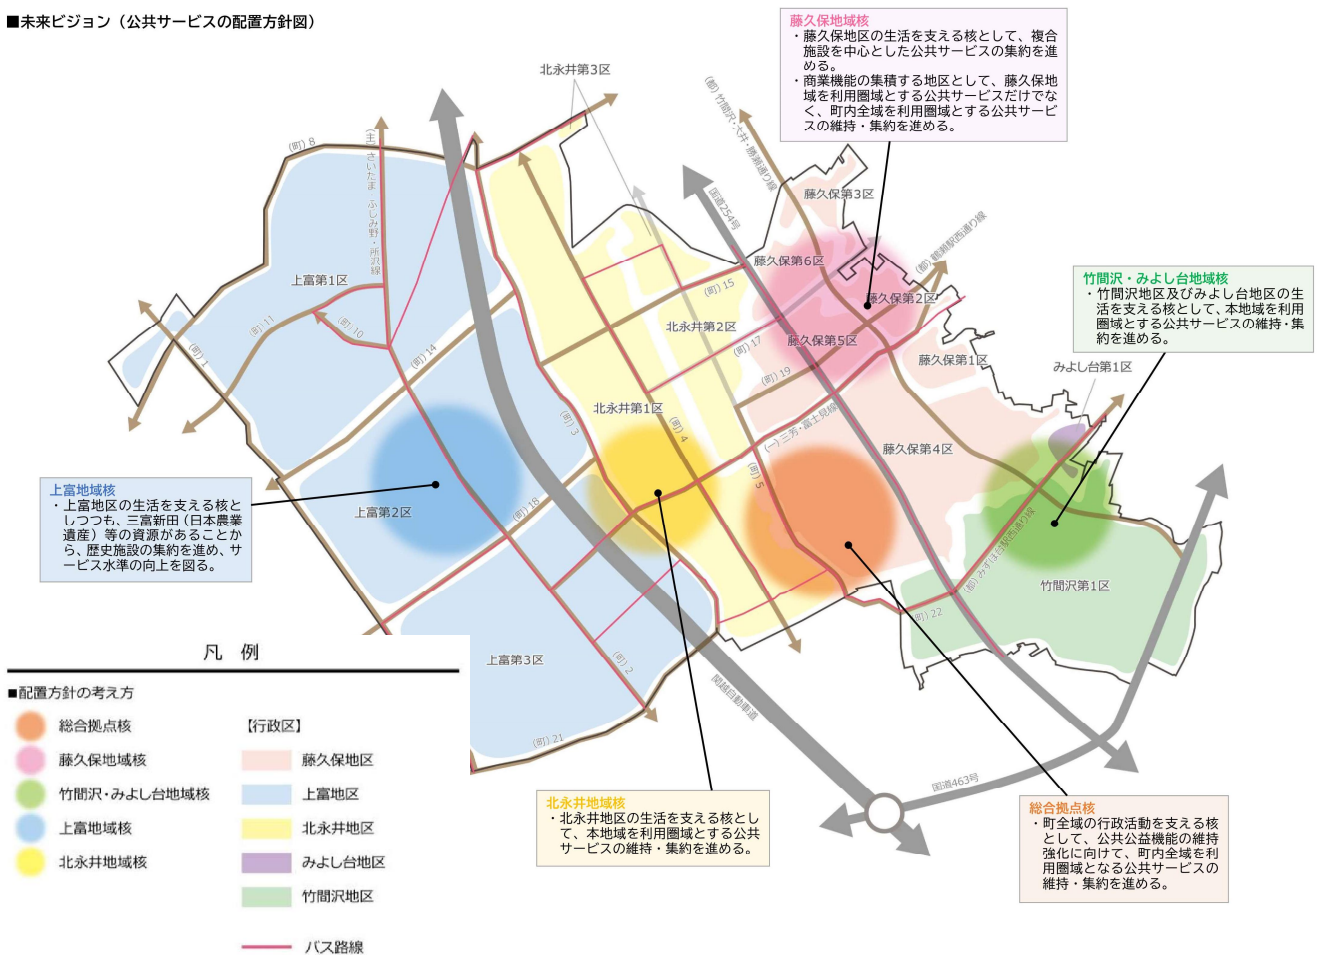 ■未来ビジョン（公共サービスの配置方針図）
藤久保地域核
・藤久保地区の生活を支える核として、複合
施設を中心とした公共サービスの集約を進
める。
・商業機能の集積する地区として、藤久保地
域を利用圏域とする公共サービスだけでな
く、町内全域を利用圏域とする公共サービ
スの維持・集約を進める。
北永井第3区
(都) 竹間沢・大井・勝瀬通り線
(町) 8
(主) さいたま ふじみ野・所沢線
国道254号
藤久保第3区
(都) 鶴瀬駅西通り線
藤久保第6区
上富第1区
(町) 15
藤久保第2区
竹間沢・みよし台地域核
・竹間沢地区及びみよし台地区の生
活を支える核として、本地域を利用
圏域とする公共サービスの維持・集
約を進める。
(町) 11
(町) 10
(町) 1
(町) 14
北永井第2区
(町) 17
藤久保第5区
藤久保第1区
みよし台第1区
(町) 19
北永井第1区
(町) 3
(町) 4
(一) 三芳・富士見線
藤久保第4区
(町) 5
上富地域核
・上富地区の生活を支える核と
しつつも、三富新田（日本農業
遺産）等の資源があることか
ら、歴史施設の集約を進め、サ
ービス水準の向上を図る。
上富第2区
(町) 18
(都) みずほ台駅西通り線
竹間沢第1区
(町) 22
上富第3区
(町) 2
関越自動車道
(町) 21
国道463号
北永井地域核
・北永井地区の生活を支える核とし
て、本地域を利用圏域とする公共
サービスの維持・集約を進める。
総合拠点核
・町全域の行政活動を支える核
として、公共公益機能の維持
強化に向けて、町内全域を利
用圏域となる公共サービスの
維持・集約を進める。
凡 例
■配置方針の考え方
総合拠点核
藤久保地域核
竹間沢・みよし台地域核
上富地域核
北永井地域核
【行政区】
藤久保地区
上富地区
北永井地区
みよし台地区
竹間沢地区
バス路線